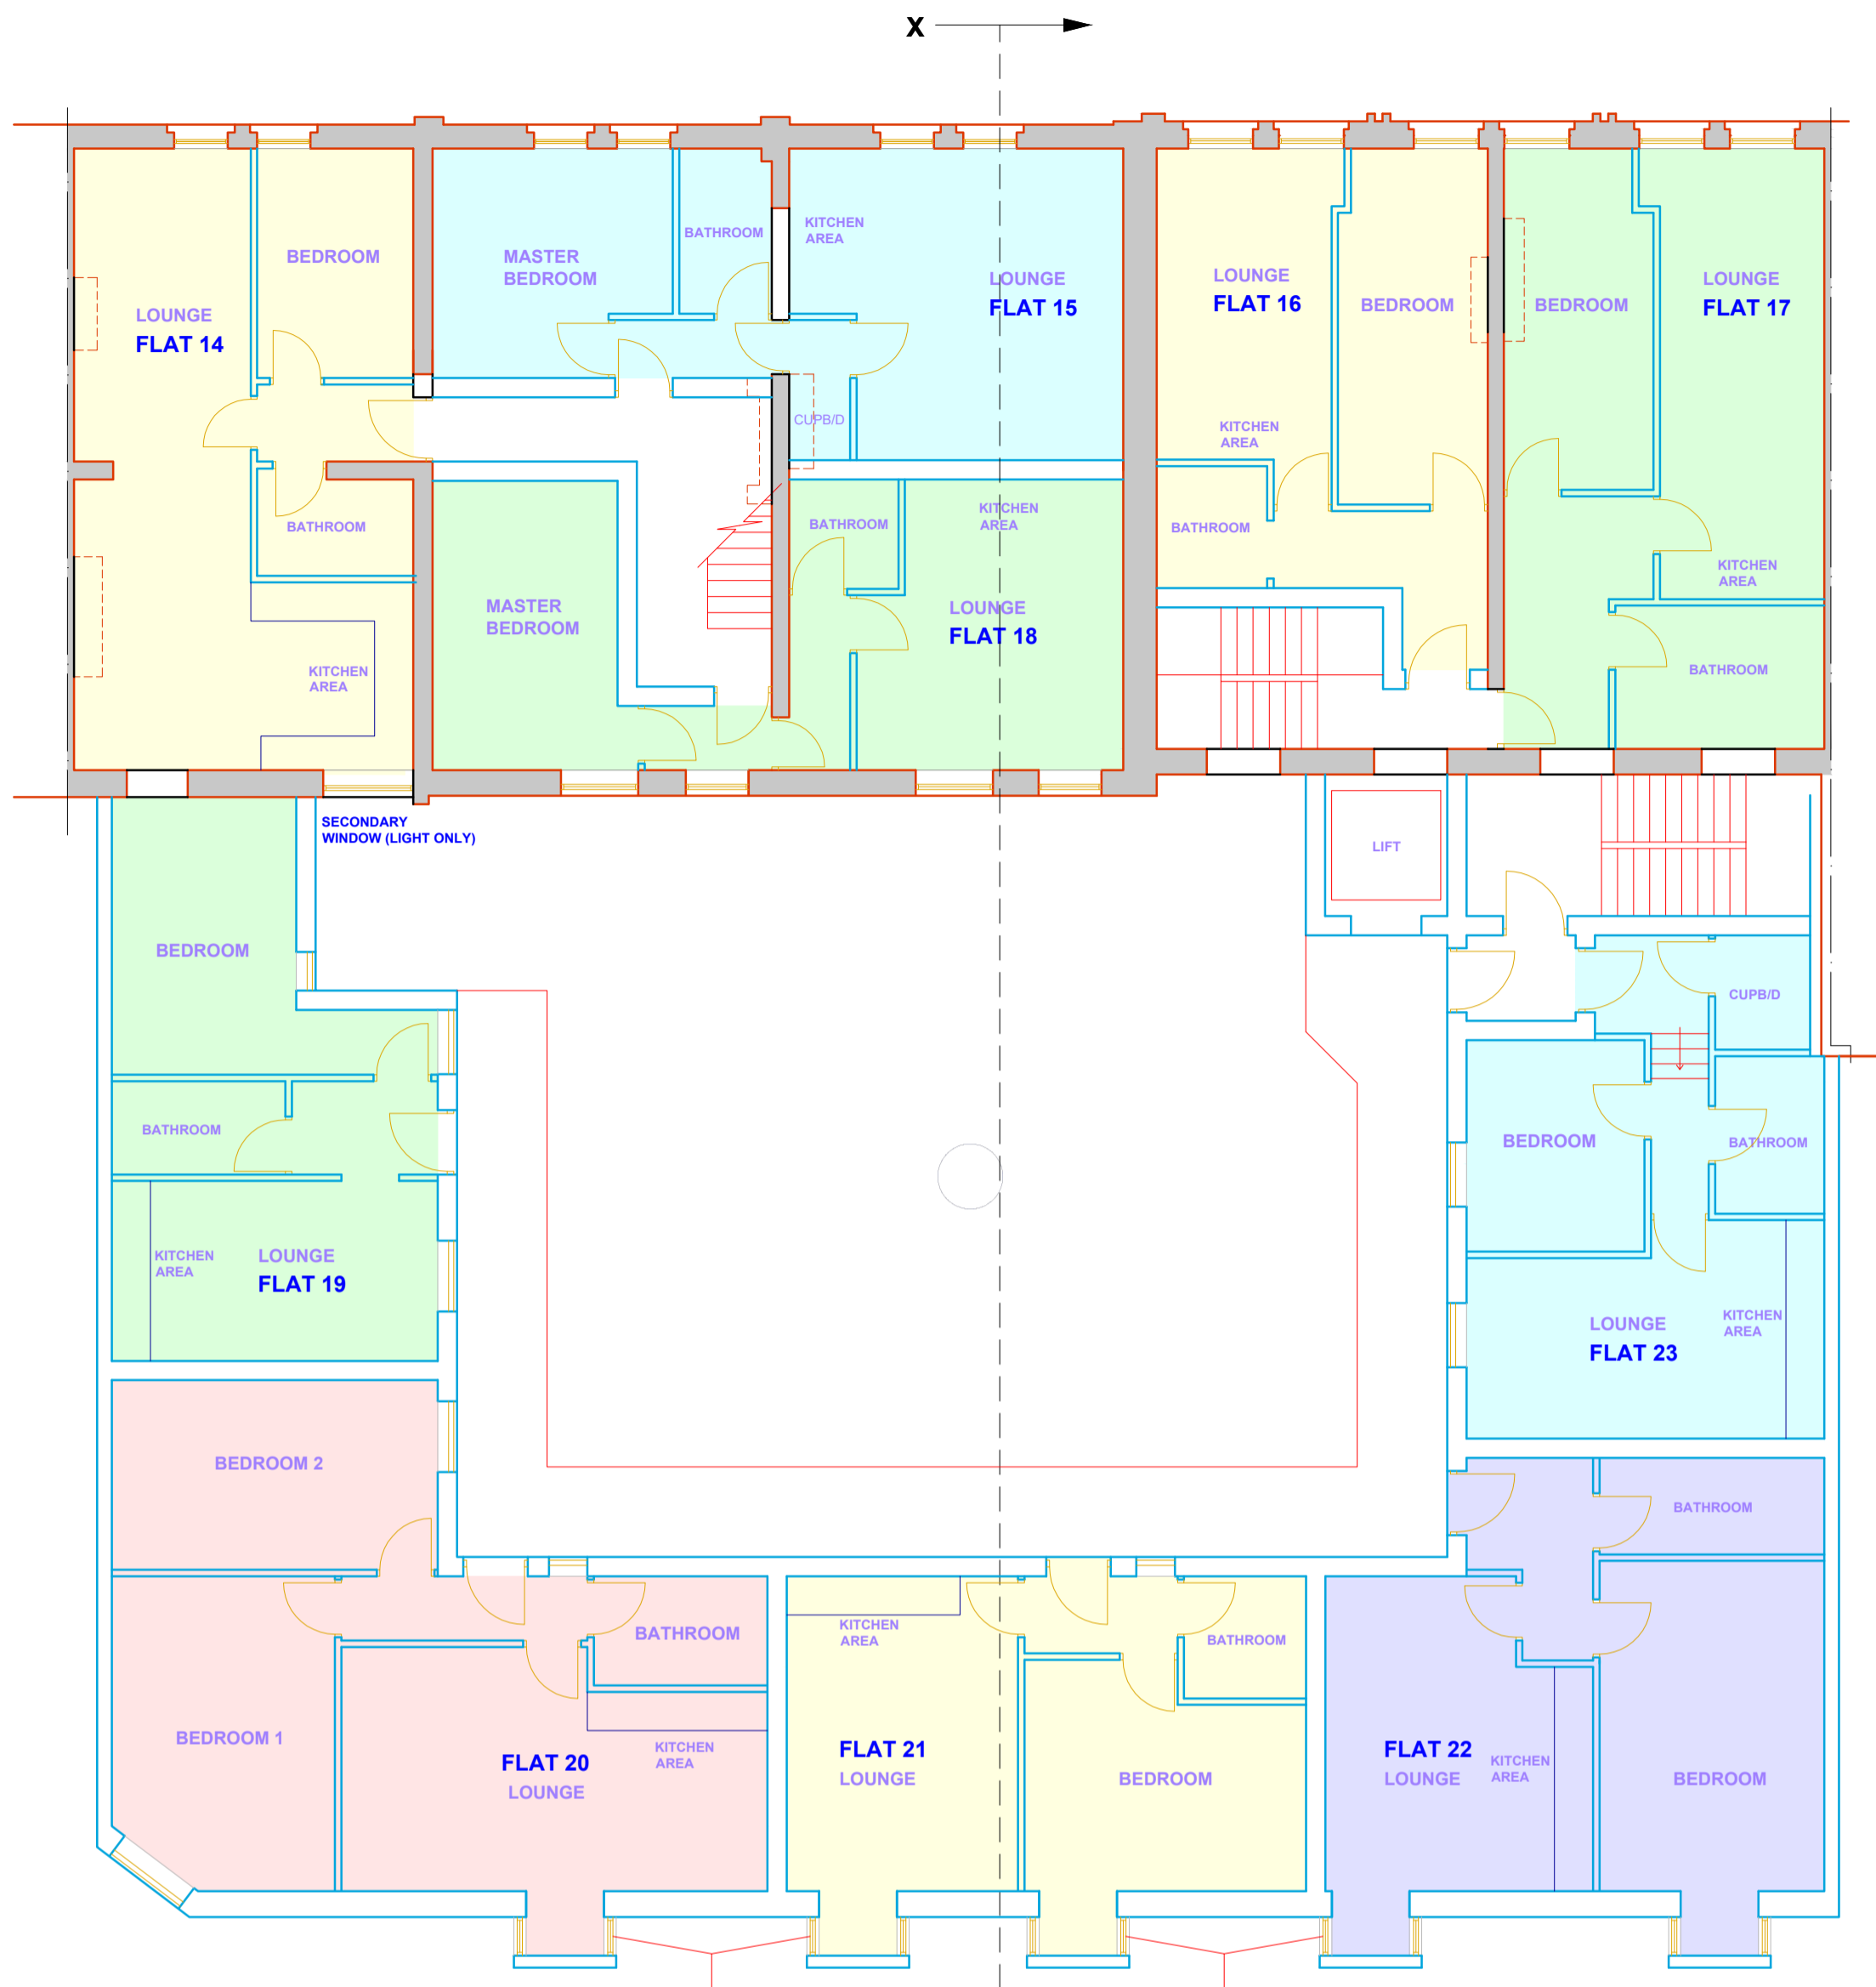 X
BEDROOM
LOUNGE
FLAT 14
BATHROOM
KITCHEN
AREA
SECONDARY
WINDOW (LIGHT ONLY)
MASTER
BEDROOM
BATHROOM
KITCHEN
AREA
LOUNGE
FLAT 15
CUPB/D
LOUNGE
FLAT 16
BEDROOM
KITCHEN
AREA
BATHROOM
BEDROOM
LOUNGE
FLAT 17
KITCHEN
AREA
BATHROOM
MASTER
BEDROOM
BATHROOM
KITCHEN
AREA
LOUNGE
FLAT 18
LIFT
BEDROOM
BATHROOM
KITCHEN
AREA
LOUNGE
FLAT 19
CUPB/D
BEDROOM
BATHROOM
LOUNGE
FLAT 23
KITCHEN
AREA
BEDROOM 2
BEDROOM 1
BATHROOM
FLAT 20
LOUNGE
KITCHEN
AREA
KITCHEN
AREA
FLAT 21
LOUNGE
BATHROOM
BEDROOM
BATHROOM
FLAT 22
LOUNGE
KITCHEN
AREA
BEDROOM